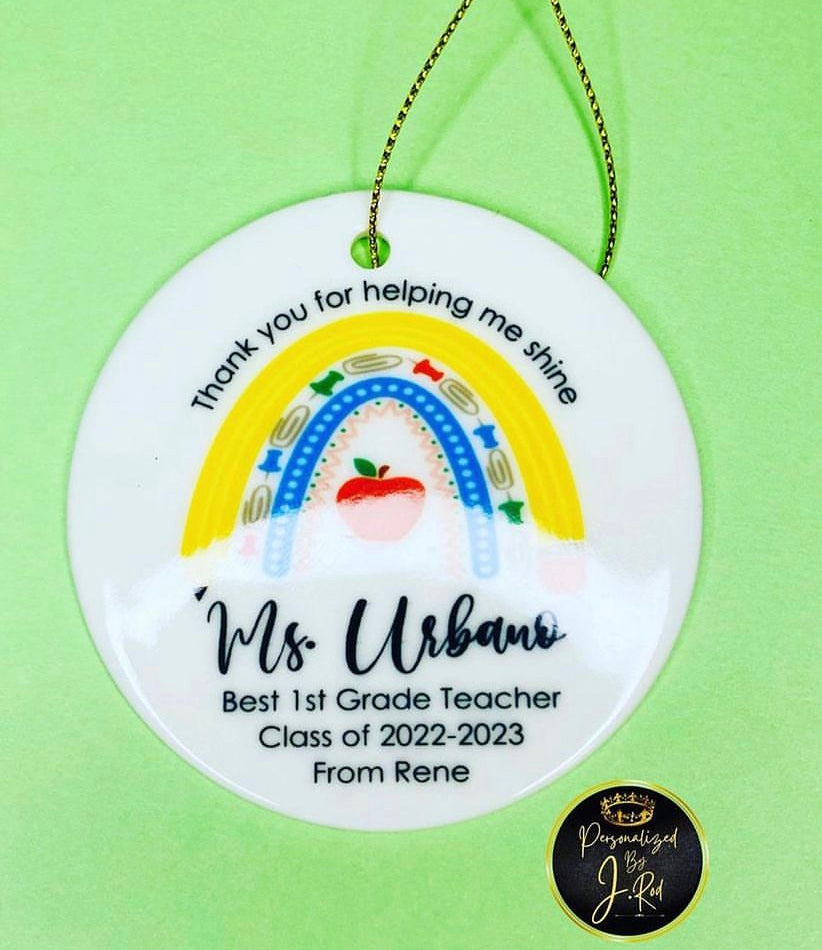 Thank you for helping me shine
Ms. Urbano
Best 1st Grade Teacher
Class of 2022-2023
From Rene
Personalized
By
J.Rod